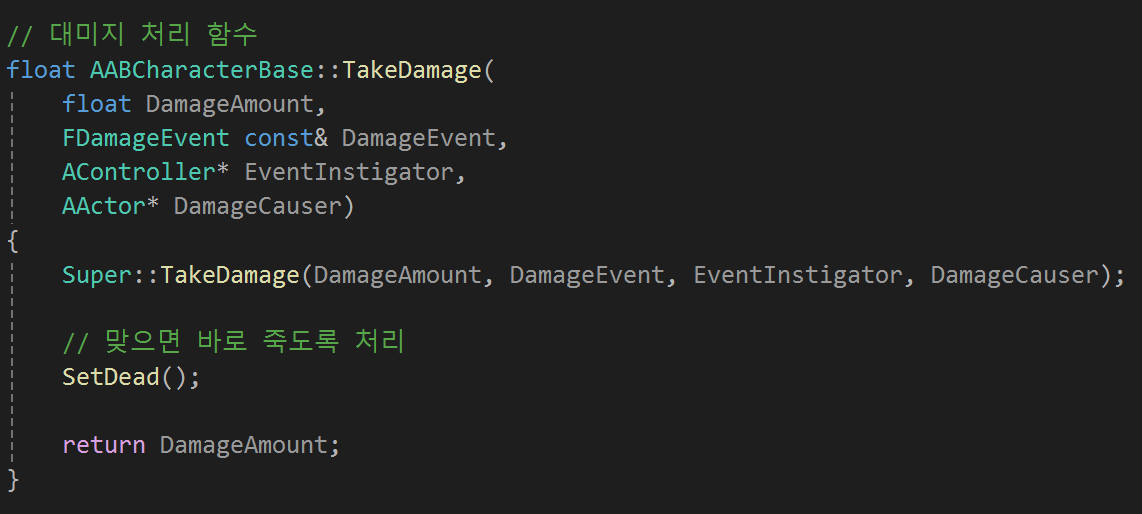 // 대미지 처리 함수
float AABCharacterBase::TakeDamage(
    float DamageAmount,
    FDamageEvent const& DamageEvent,
    AController* EventInstigator,
    AActor* DamageCauser)
{
    Super::TakeDamage(DamageAmount, DamageEvent, EventInstigator, DamageCauser);
    // 맞으면 바로 죽도록 처리
    SetDead();
    return DamageAmount;
}